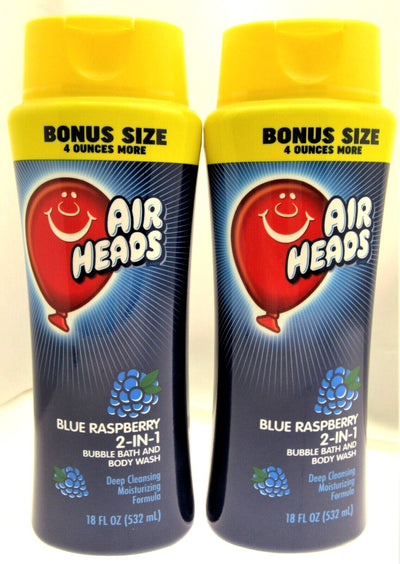 BONUS SIZE
4 OUNCES MORE
AIR
HEADS
BLUE RASPBERRY
2-IN-1
BUBBLE BATH AND
BODY WASH
Deep Cleansing
Moisturizing
Formula
18 FL OZ (532 mL)
BONUS SIZE
4 OUNCES MORE
AIR
HEADS
BLUE RASPBERRY
2-IN-1
BUBBLE BATH AND
BODY WASH
Deep Cleansing
Moisturizing
Formula
18 FL OZ (532 mL)